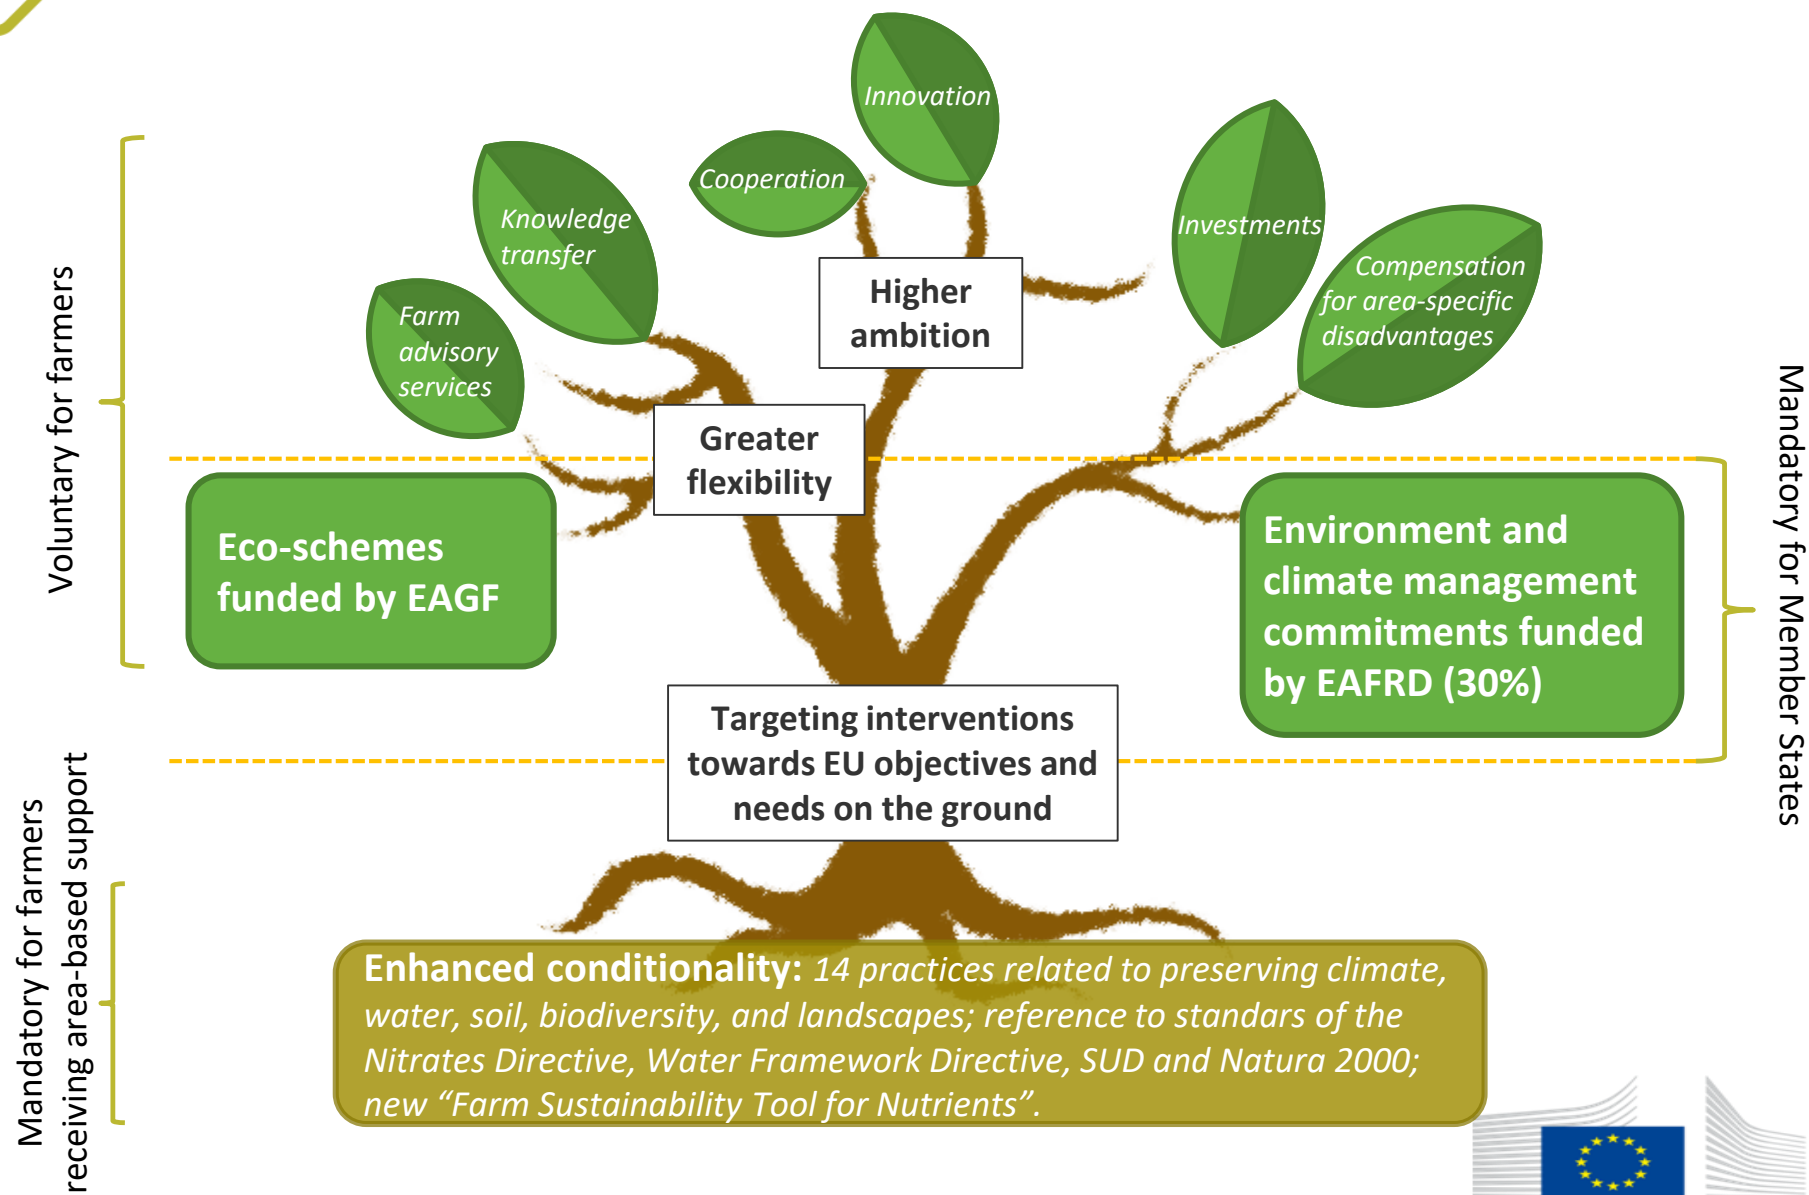 Innovation
Cooperation
Knowledge
transfer
Investments
Farm
advisory
services
Compensation
for area-specific
disadvantages
Higher
ambition
Greater
flexibility
Voluntary for farmers
Eco-schemes
funded by EAGF
Environment and
climate management
commitments funded
by EAFRD (30%)
Mandatory for Member States
Targeting interventions
towards EU objectives and
needs on the ground
Mandatory for farmers
receiving area-based support
Enhanced conditionality: 14 practices related to preserving climate,
water, soil, biodiversity, and landscapes; reference to standars of the
Nitrates Directive, Water Framework Directive, SUD and Natura 2000;
new “Farm Sustainability Tool for Nutrients”.